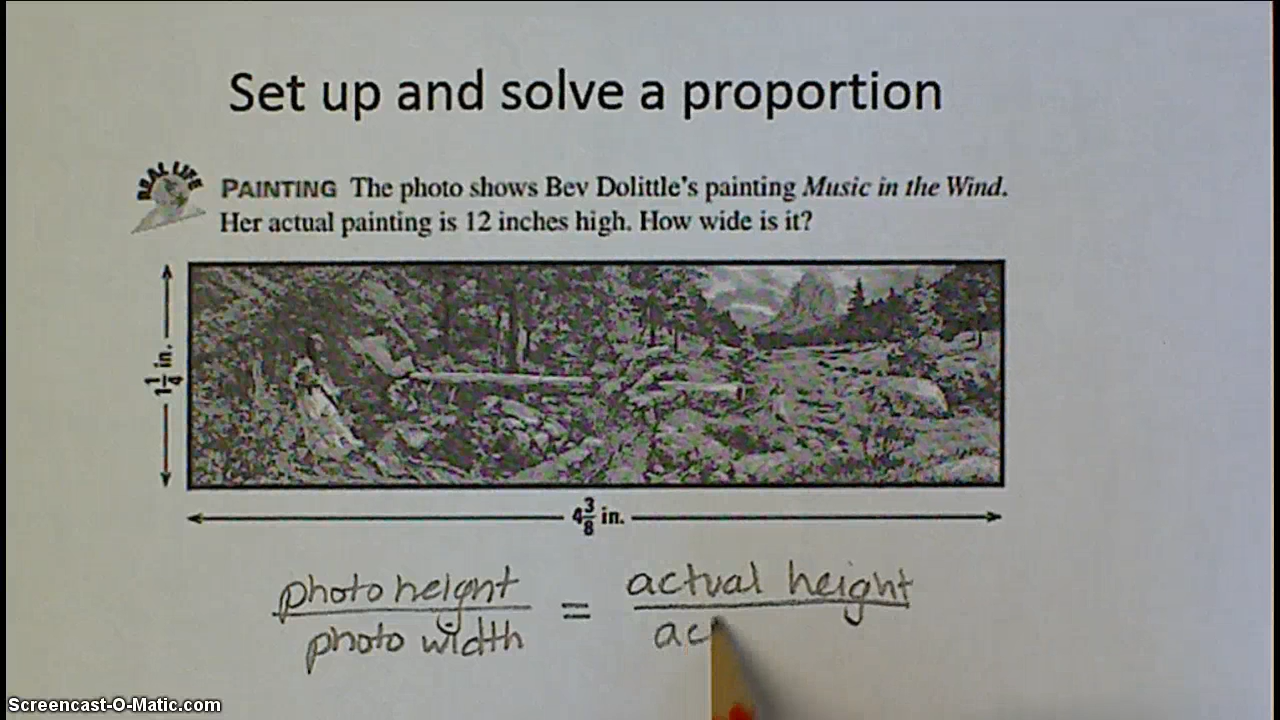 Set up and solve a proportion
REAL LIFE
PAINTING The photo shows Bev Dolittle's painting Music in the Wind.
Her actual painting is 12 inches high. How wide is it?
1 1/4 in.
4 3/8 in.
photo height / photo width = actual height / ac
Screencast-O-Matic.com